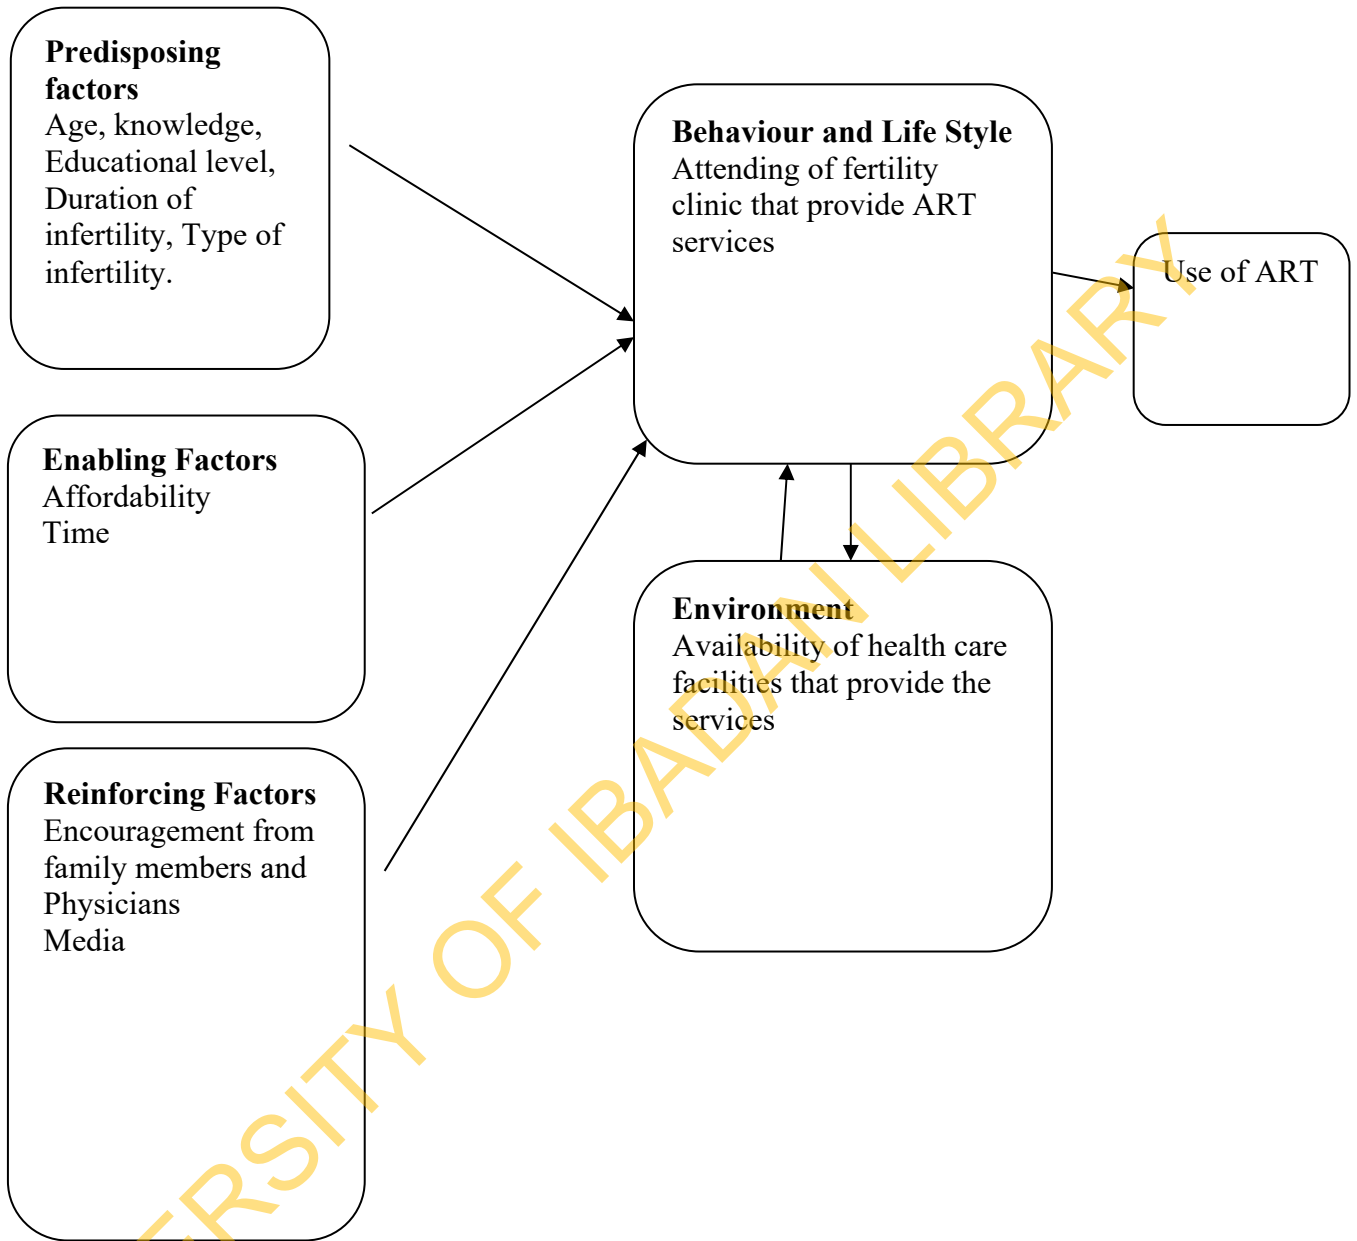 Predisposing
factors
Age, knowledge,
Educational level,
Duration of
infertility, Type of
infertility.
Enabling Factors
Affordability
Time
Reinforcing Factors
Encouragement from
family members and
Physicians
Media
Behaviour and Life Style
Attending of fertility
clinic that provide ART
services
Environment
Availability of health care
facilities that provide the
services
Use of ART
ERSITY OF IBADAN LIBRARY